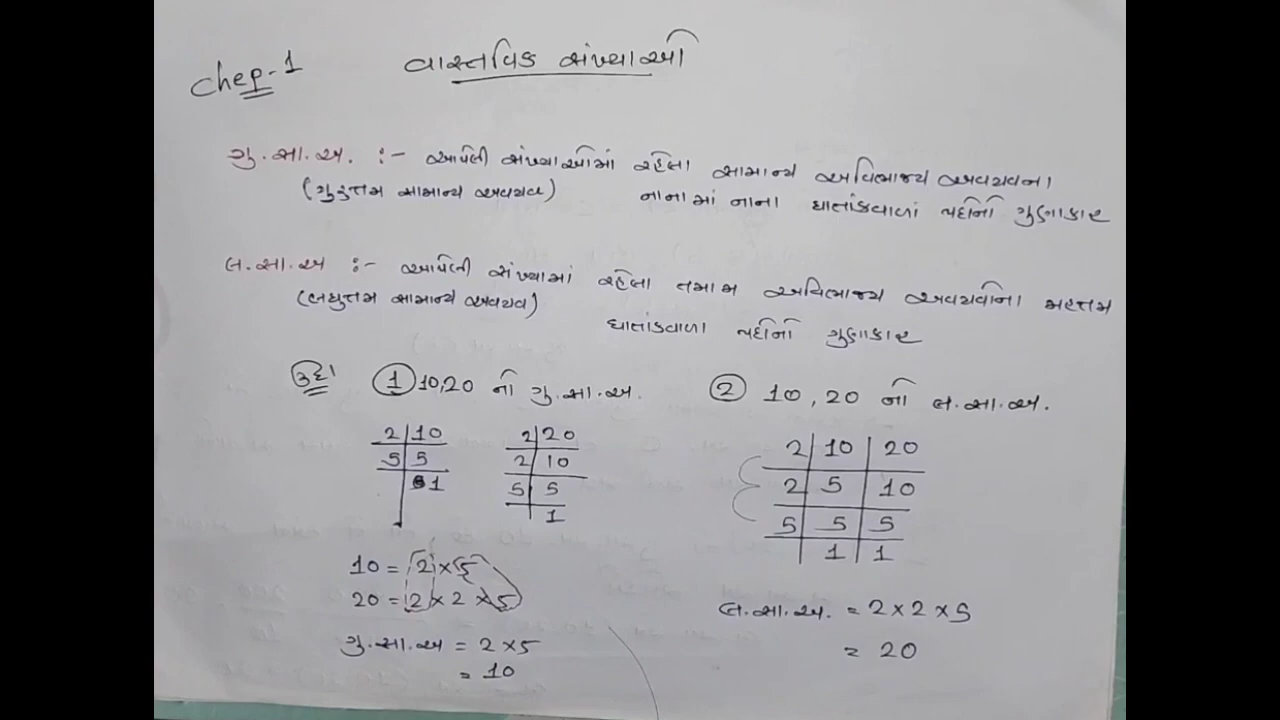 Chep-1 વાસ્તવિક સંખ્યાઓ
ગુ.સા.અ. :- આપેલી સંખ્યાઓમાં રહેલા સામાન્ય અવિભાજ્ય અવયવના
(ગુરુત્તમ સામાન્ય અવયવ) નાનામાં નાના ઘાતાંકવાળાં પદોનો ગુણાકાર
લ.સા.અ :- આપેલી સંખ્યામાં રહેલા તમામ અવિભાજ્ય અવયવોના મહત્તમ
(લઘુત્તમ સામાન્ય અવયવ)
ઘાતાંકવાળા પદોનો ગુણાકાર
ઉદા ① 10,20 નો ગુ.સા.અ.
2 | 10
5 | 5
1
2 | 20
2 | 10
5 | 5
1
10 = 2 × 5
20 = 2 × 2 × 5
ગુ.સા.અ = 2 × 5
= 10
② 10, 20 નો લ.સા.અ.
2 | 10 | 20
2 | 5 | 10
5 | 5 | 5
| 1 | 1
લ.સા.અ. = 2 × 2 × 5
= 20